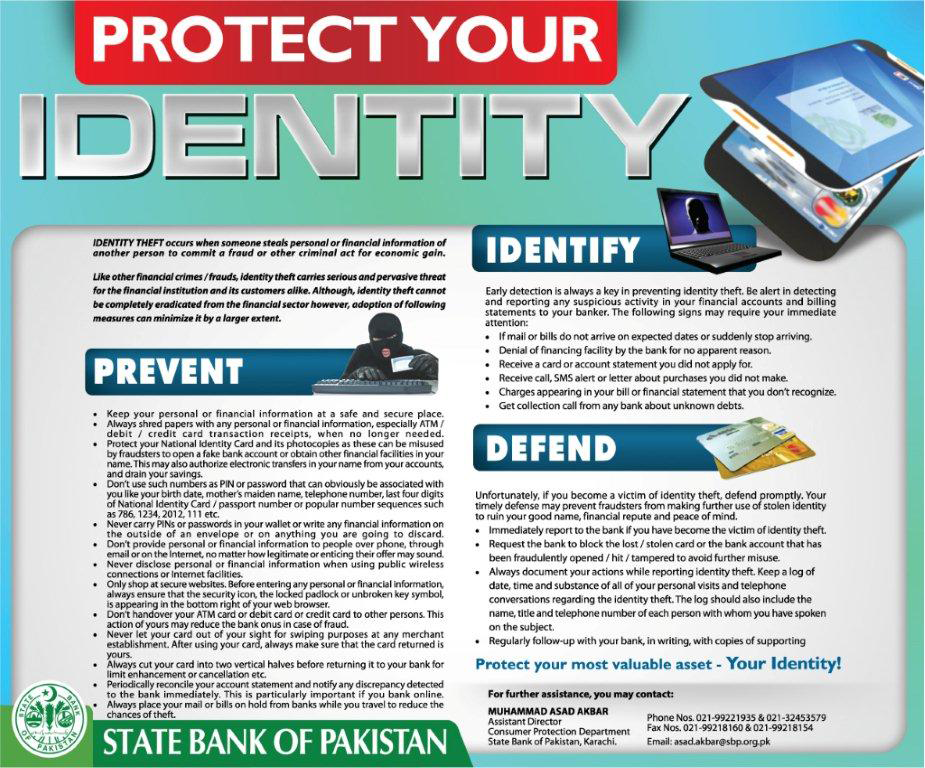 PROTECT YOUR
IDENTITY
IDENTITY THEFT occurs when someone steals personal or financial information of
another person to commit a fraud or other criminal act for economic gain.
Like other financial crimes / frauds, identity theft carries serious and pervasive threat
for the financial institution and its customers alike. Although, identity theft cannot
be completely eradicated from the financial sector however, adoption of following
measures can minimize it by a larger extent.
PREVENT
• Keep your personal or financial information at a safe and secure place.
• Always shred papers with any personal or financial information, especially ATM /
debit / credit card transaction receipts, when no longer needed.
• Protect your National Identity Card and its photocopies as these can be misused
by fraudsters to open a fake bank account or obtain other financial facilities in your
name. This may also authorize electronic transfers in your name from your accounts,
and drain your savings.
• Don't use such numbers as PIN or password that can obviously be associated with
you like your birth date, mother's maiden name, telephone number, last four digits
of National Identity Card / passport number or popular number sequences such
as 786, 1234, 2012, 111 etc.
• Never carry PINs or passwords in your wallet or write any financial information on
the outside of an envelope or on anything you are going to discard.
• Don't provide personal or financial information to people over phone, through
email or on the Internet, no matter how legitimate or enticing their offer may sound.
• Never disclose personal or financial information when using public wireless
connections or Internet facilities.
• Only shop at secure websites. Before entering any personal or financial information,
always ensure that the security icon, the locked padlock or unbroken key symbol,
is appearing in the bottom right of your web browser.
• Don't handover your ATM card or debit card or credit card to other persons. This
action of yours may reduce the bank onus in case of fraud.
• Never let your card out of your sight for swiping purposes at any merchant
establishment. After using your card, always make sure that the card returned is
yours.
• Always cut your card into two vertical halves before returning it to your bank for
limit enhancement or cancellation etc.
• Periodically reconcile your account statement and notify any discrepancy detected
to the bank immediately. This is particularly important if you bank online.
• Always place your mail or bills on hold from banks while you travel to reduce the
chances of theft.
IDENTIFY
Early detection is always a key in preventing identity theft. Be alert in detecting
and reporting any suspicious activity in your financial accounts and billing
statements to your banker. The following signs may require your immediate
attention:
• If mail or bills do not arrive on expected dates or suddenly stop arriving.
• Denial of financing facility by the bank for no apparent reason.
• Receive a card or account statement you did not apply for.
• Receive call, SMS alert or letter about purchases you did not make.
• Charges appearing in your bill or financial statement that you don't recognize.
• Get collection call from any bank about unknown debts.
DEFEND
Unfortunately, if you become a victim of identity theft, defend promptly. Your
timely defense may prevent fraudsters from making further use of stolen identity
to ruin your good name, financial repute and peace of mind.
• Immediately report to the bank if you have become the victim of identity theft.
• Request the bank to block the lost / stolen card or the bank account that has
been fraudulently opened / hit / tampered to avoid further misuse.
• Always document your actions while reporting identity theft. Keep a log of
date, time and substance of all of your personal visits and telephone
conversations regarding the identity theft. The log should also include the
name, title and telephone number of each person with whom you have spoken
on the subject.
• Regularly follow-up with your bank, in writing, with copies of supporting
Protect your most valuable asset - Your Identity!
For further assistance, you may contact:
MUHAMMAD ASAD AKBAR
Assistant Director
Consumer Protection Department
State Bank of Pakistan, Karachi.
Phone Nos. 021-99221935 & 021-32453579
Fax Nos. 021-99218160 & 021-99218154
Email: asad.akbar@sbp.org.pk
STATE BANK OF PAKISTAN
STATE BANK OF PAKISTAN